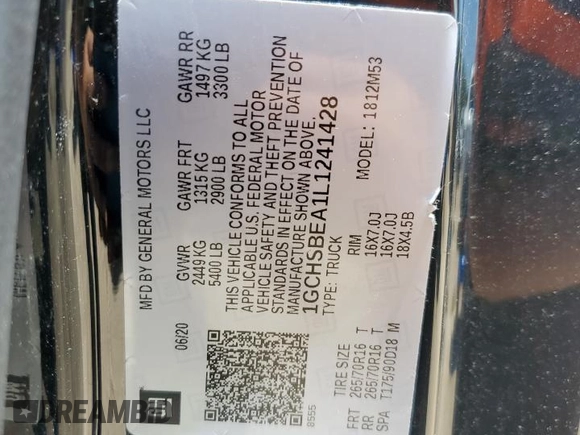 MFD BY GENERAL MOTORS LLC
06/20
GVWR GAWR FRT GAWR RR
2449 KG 1315 KG 1497 KG
5400 LB 2900 LB 3300 LB
THIS VEHICLE CONFORMS TO ALL
APPLICABLE U.S. FEDERAL MOTOR
VEHICLE SAFETY AND THEFT PREVENTION
STANDARDS IN EFFECT ON THE DATE OF
MANUFACTURE SHOWN ABOVE.
1GCHSBEA1L1241428
TYPE: TRUCK MODEL: 1812M53
8555
TIRE SIZE RIM
FRT 265/70R16 T 16X7.0J
RR 265/70R16 T 16X7.0J
SPA T175/90D18 M 18X4.5B
DREAMBID